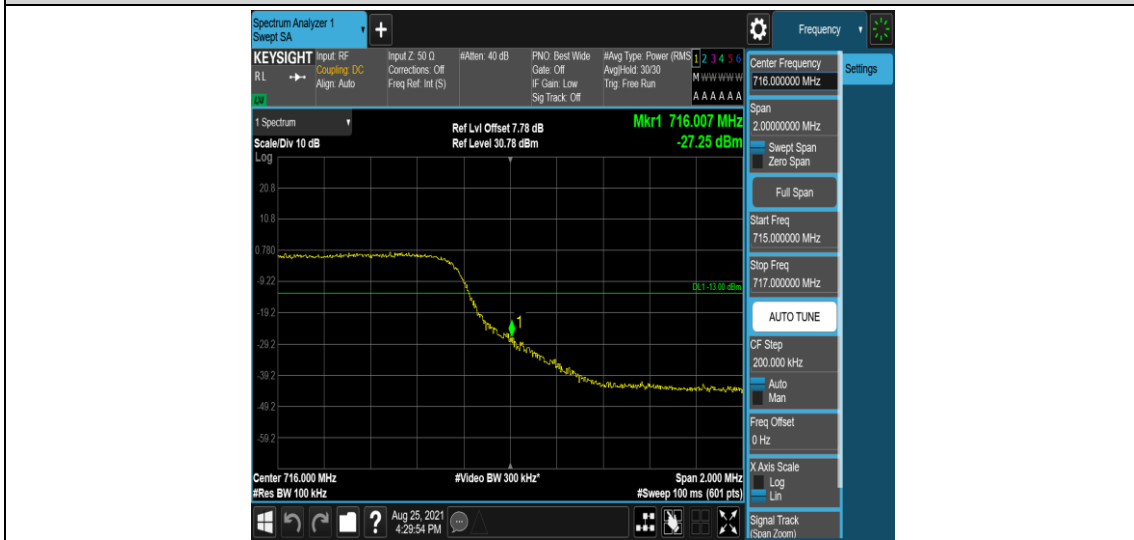 Spectrum Analyzer 1
Swept SA
+
Frequency
KEYSIGHT
RL
Input: RF
Coupling: DC
Align: Auto
Input Z: 50 Ω
Corrections: Off
Freq Ref: Int (S)
#Atten: 40 dB
PNO: Best Wide
Gate: Off
IF Gain: Low
Sig Track: Off
#Avg Type: Power (RMS
Avg|Hold: 30/30
Trig: Free Run
1 2 3 4 5 6
M W W W W W
A A A A A A
1 Spectrum
Scale/Div 10 dB
Log
Ref Lvl Offset 7.78 dB
Ref Level 30.78 dBm
Mkr1 716.007 MHz
-27.25 dBm
20.8
10.8
0.780
-9.22
-19.2
-29.2
-39.2
-49.2
-59.2
DL1 -13.00 dBm
1
Center 716.000 MHz
#Res BW 100 kHz
#Video BW 300 kHz*
Span 2.000 MHz
#Sweep 100 ms (601 pts)
?
Aug 25, 2021
4:29:54 PM
Center Frequency
716.000000 MHz
Settings
Span
2.00000000 MHz
Swept Span
Zero Span
Full Span
Start Freq
715.000000 MHz
Stop Freq
717.000000 MHz
AUTO TUNE
CF Step
200.000 kHz
Auto
Man
Freq Offset
0 Hz
X Axis Scale
Log
Lin
Signal Track
(Span Zoom)